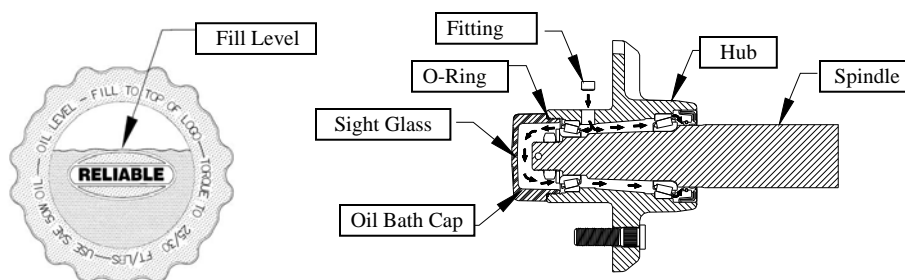 Fill Level
OIL LEVEL – FILL TO TOP OF LOGO – TORQUE TO 25/30 FT/LBS – USE SAE 50W OIL –
RELIABLE
Fitting
O-Ring
Hub
Spindle
Sight Glass
Oil Bath Cap